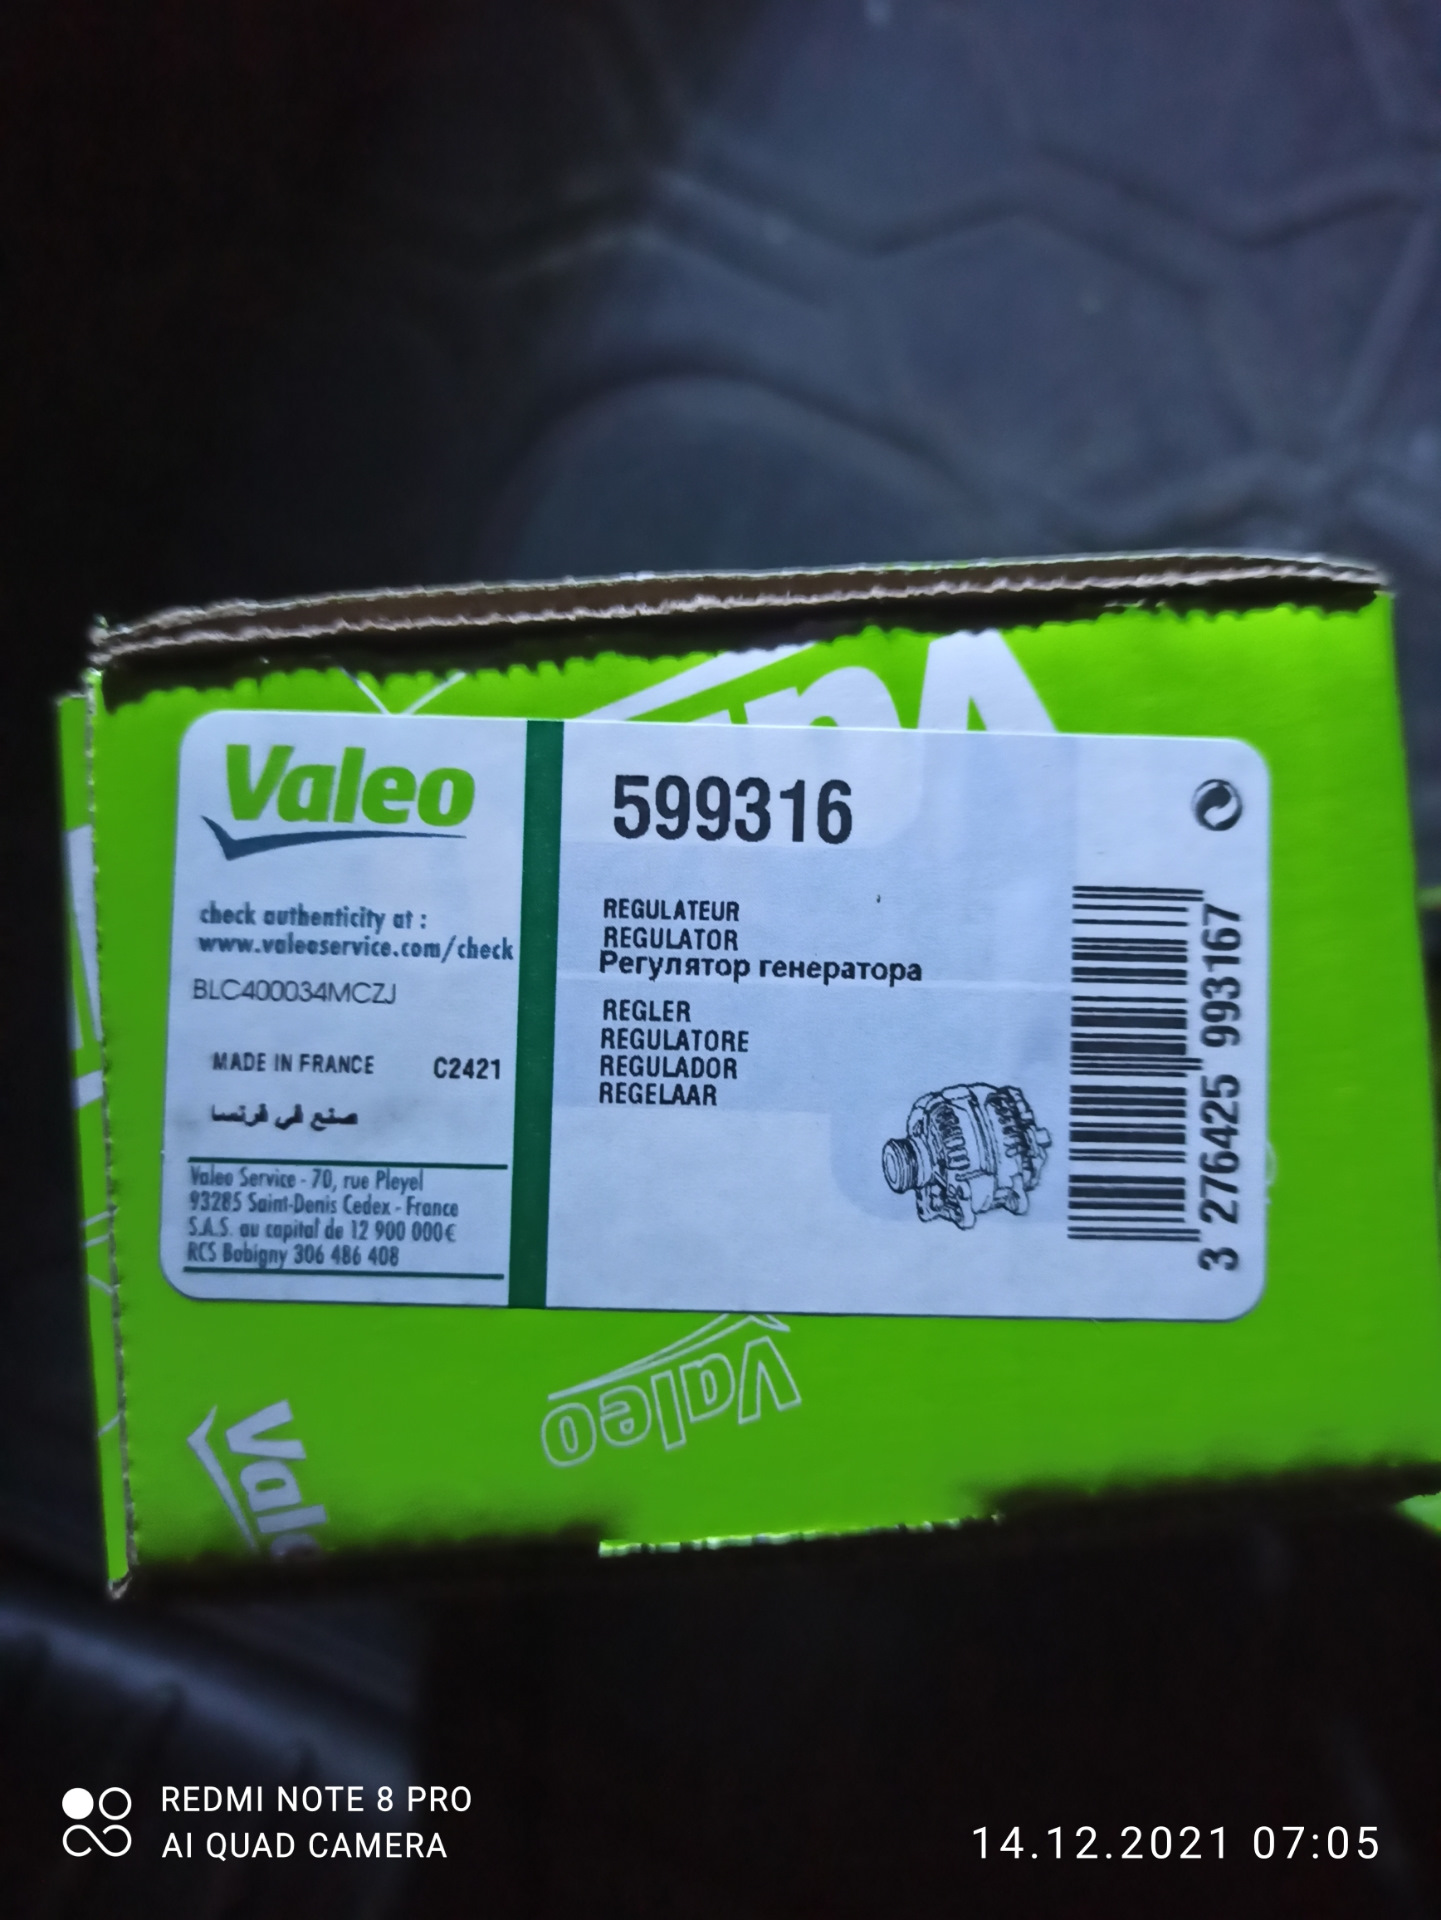 Valeo
check authenticity at :
www.valeoservice.com/check
BLC400034MCZJ
MADE IN FRANCE C2421
صنع في فرنسا
Valeo Service - 70, rue Pleyel
93285 Saint-Denis Cedex - France
S.A.S. au capital de 12 900 000€
RCS Bobigny 306 486 408
599316
REGULATEUR
REGULATOR
Регулятор генератора
REGLER
REGULATORE
REGULADOR
REGELAAR
3 276425 993167
Valeo
Valeo
REDMI NOTE 8 PRO
AI QUAD CAMERA
14.12.2021 07:05